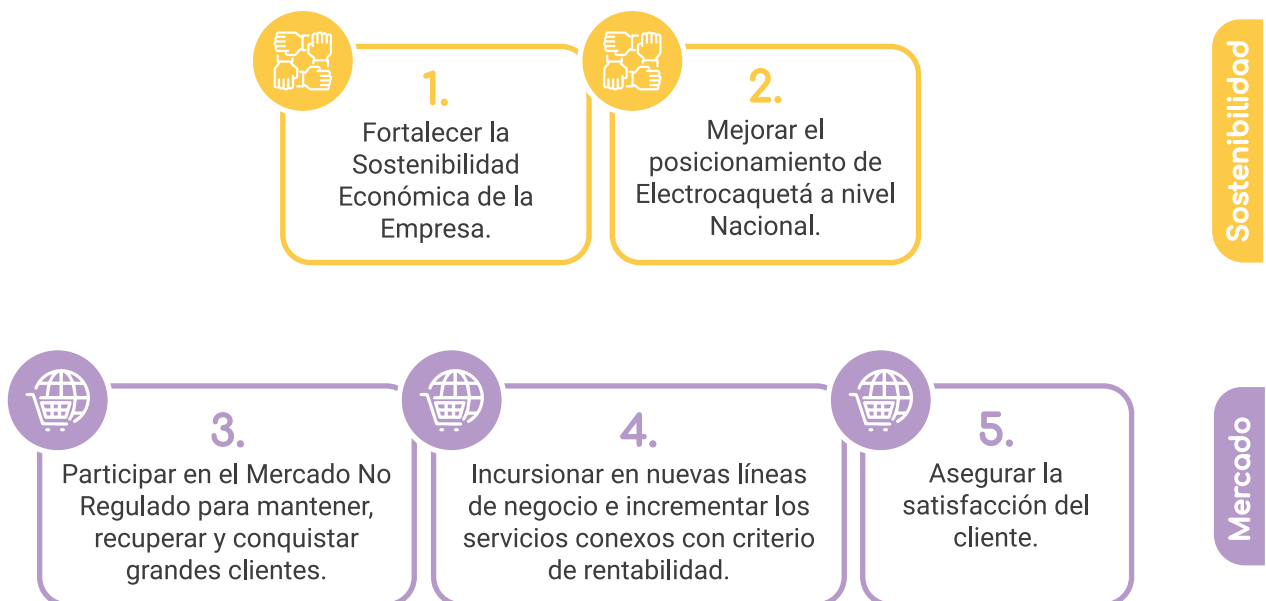 1.
Fortalecer la
Sostenibilidad
Económica de la
Empresa.
2.
Mejorar el
posicionamiento de
Electrocaquetá a nivel
Nacional.
Sostenibilidad
3.
Participar en el Mercado No
Regulado para mantener,
recuperar y conquistar
grandes clientes.
4.
Incursionar en nuevas líneas
de negocio e incrementar los
servicios conexos con criterio
de rentabilidad.
5.
Asegurar la
satisfacción del
cliente.
Mercado